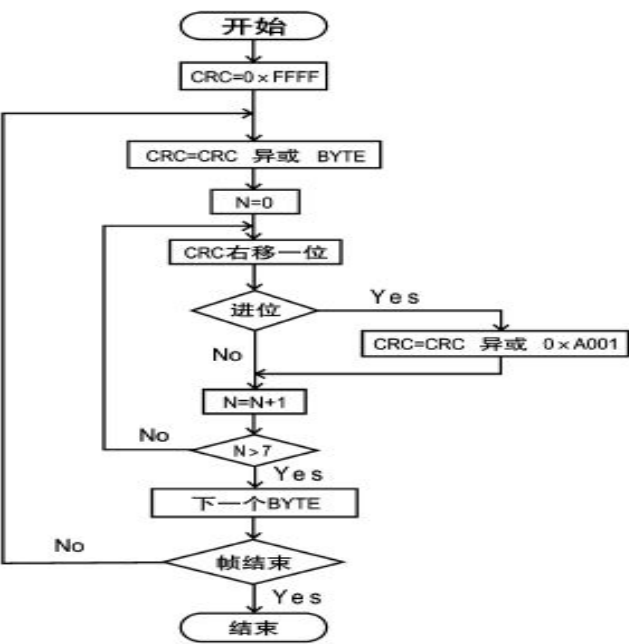 开始
CRC=0×FFFF
CRC=CRC 异或 BYTE
N=0
CRC右移一位
进位
Yes
CRC=CRC 异或 0×A001
No
N=N+1
No
N>7
Yes
下一个BYTE
No
帧结束
Yes
结束